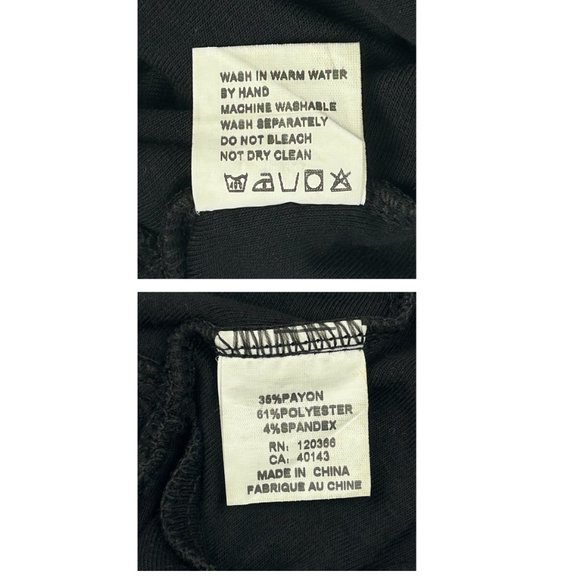 WASH IN WARM WATER
BY HAND
MACHINE WASHABLE
WASH SEPARATELY
DO NOT BLEACH
NOT DRY CLEAN
35%PAYON
61%POLYESTER
4%SPANDEX
RN: 120366
CA: 40143
MADE IN CHINA
FABRIQUE AU CHINE